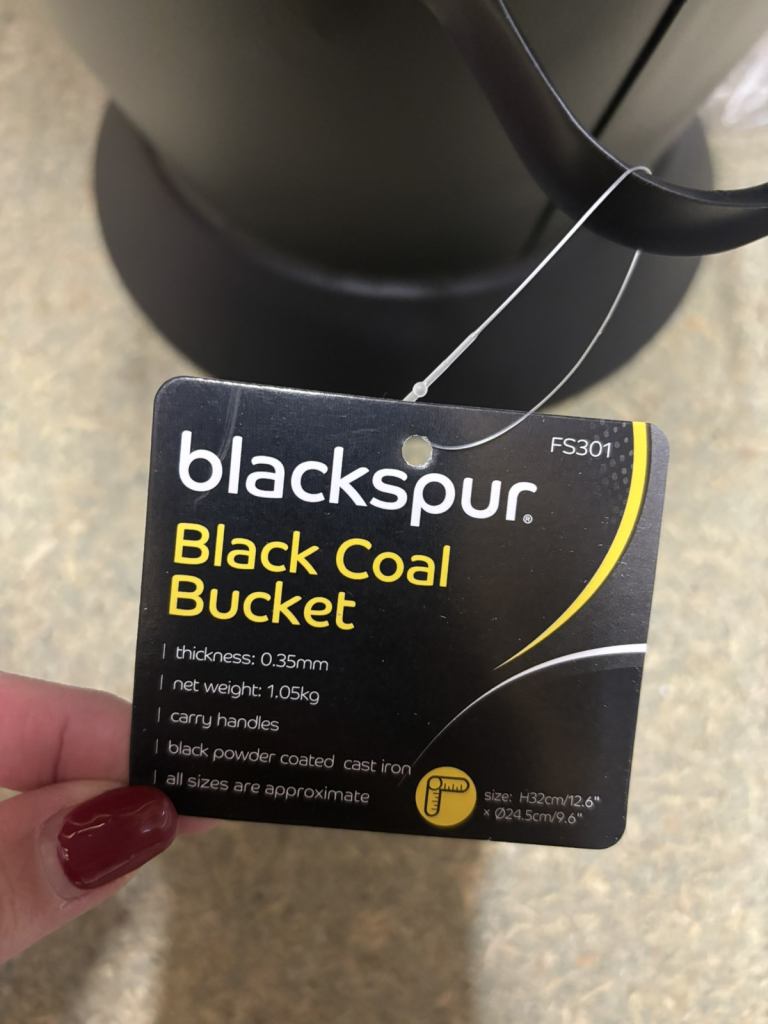 FS301
blackspur®
Black Coal
Bucket
| thickness: 0.35mm
| net weight: 1.05kg
| carry handles
| black powder coated cast iron
| all sizes are approximate
size: H32cm/12.6"
x Ø24.5cm/9.6"